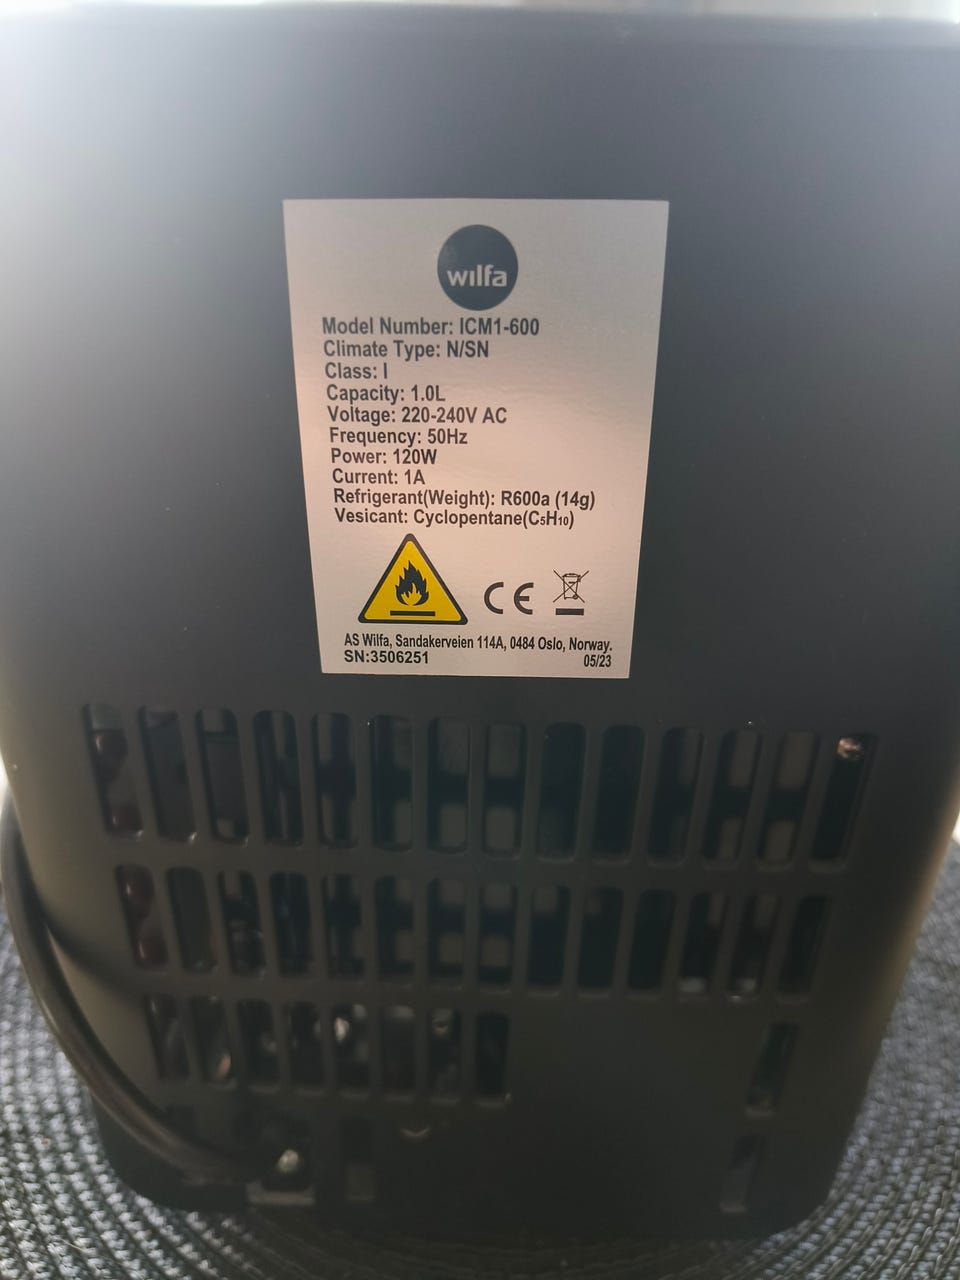 wilfa
Model Number: ICM1-600
Climate Type: N/SN
Class: I
Capacity: 1.0L
Voltage: 220-240V AC
Frequency: 50Hz
Power: 120W
Current: 1A
Refrigerant(Weight): R600a (14g)
Vesicant: Cyclopentane(C₅H₁₀)
CE
AS Wilfa, Sandakerveien 114A, 0484 Oslo, Norway.
SN:3506251 05/23